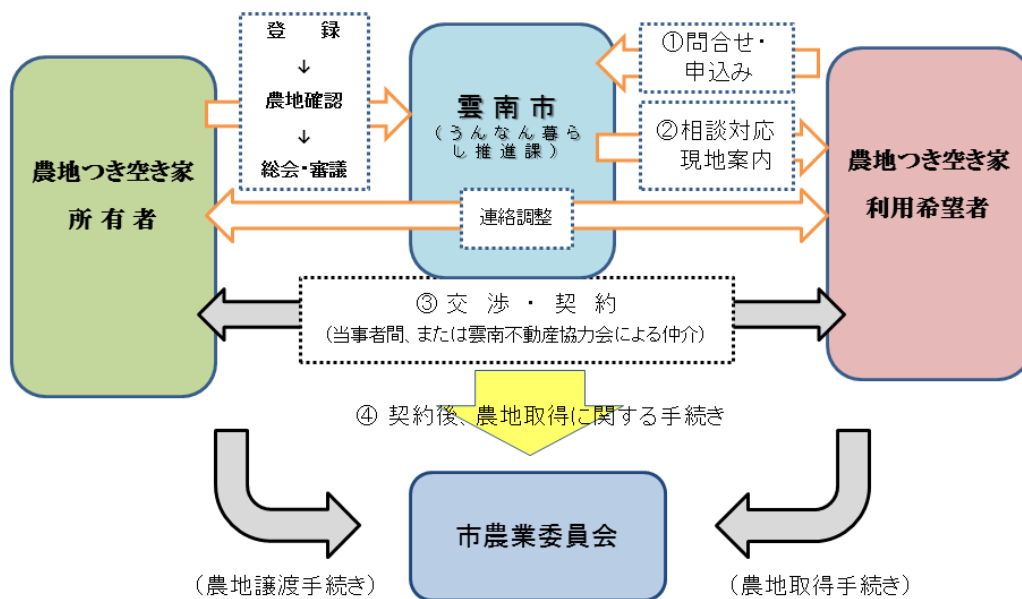 登　録
↓
農地確認
↓
総会・審議
雲南市
（うんなん暮ら
し推進課）
①問合せ・
申込み
②相談対応
現地案内
農地つき空き家
所有者
農地つき空き家
利用希望者
連絡調整
③交渉・契約
（当事者間、または雲南不動産協力会による仲介）
④ 契約後、農地取得に関する手続き
市農業委員会
（農地譲渡手続き）
（農地取得手続き）